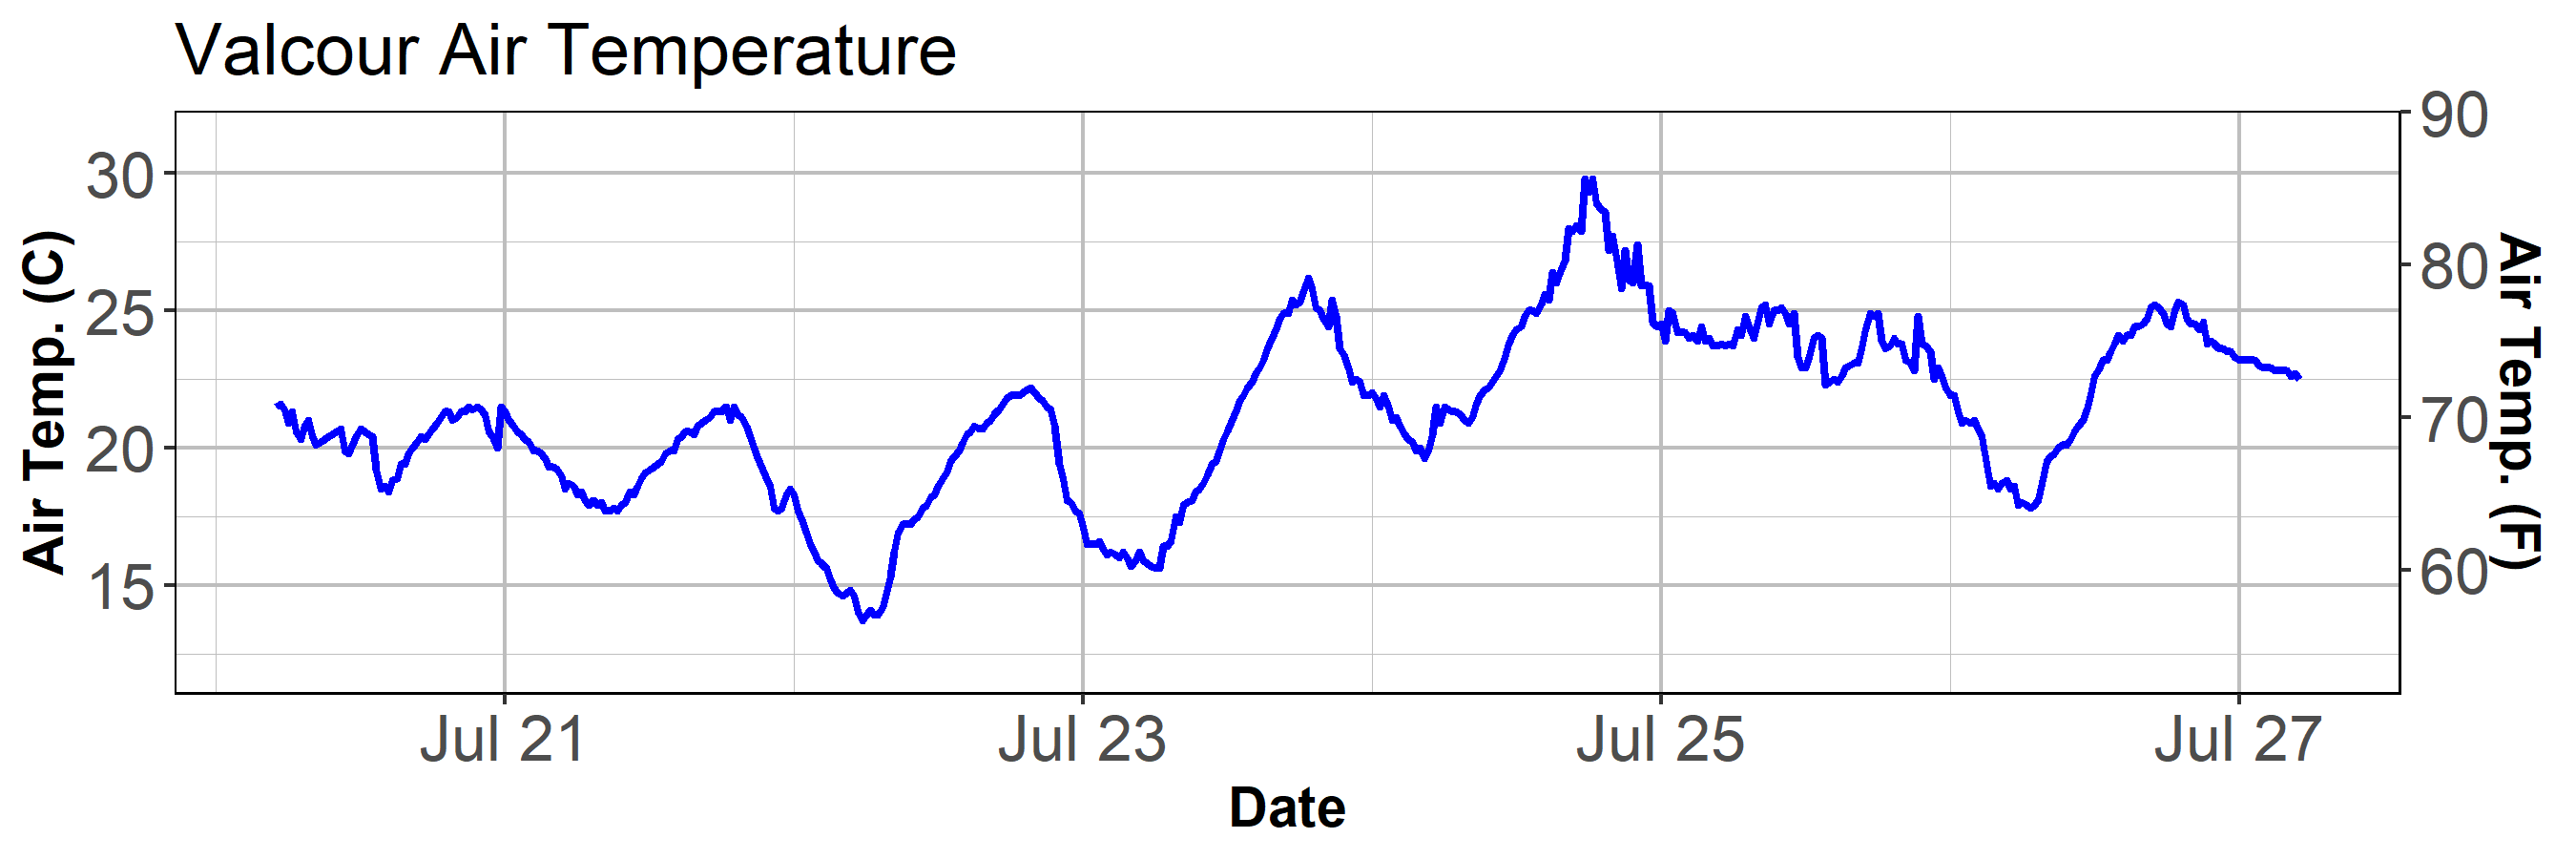 Valcour Air Temperature
Air Temp. (C)
30
25
20
15
90
80
70
60
Air Temp. (F)
Jul 21
Jul 23
Jul 25
Jul 27
Date